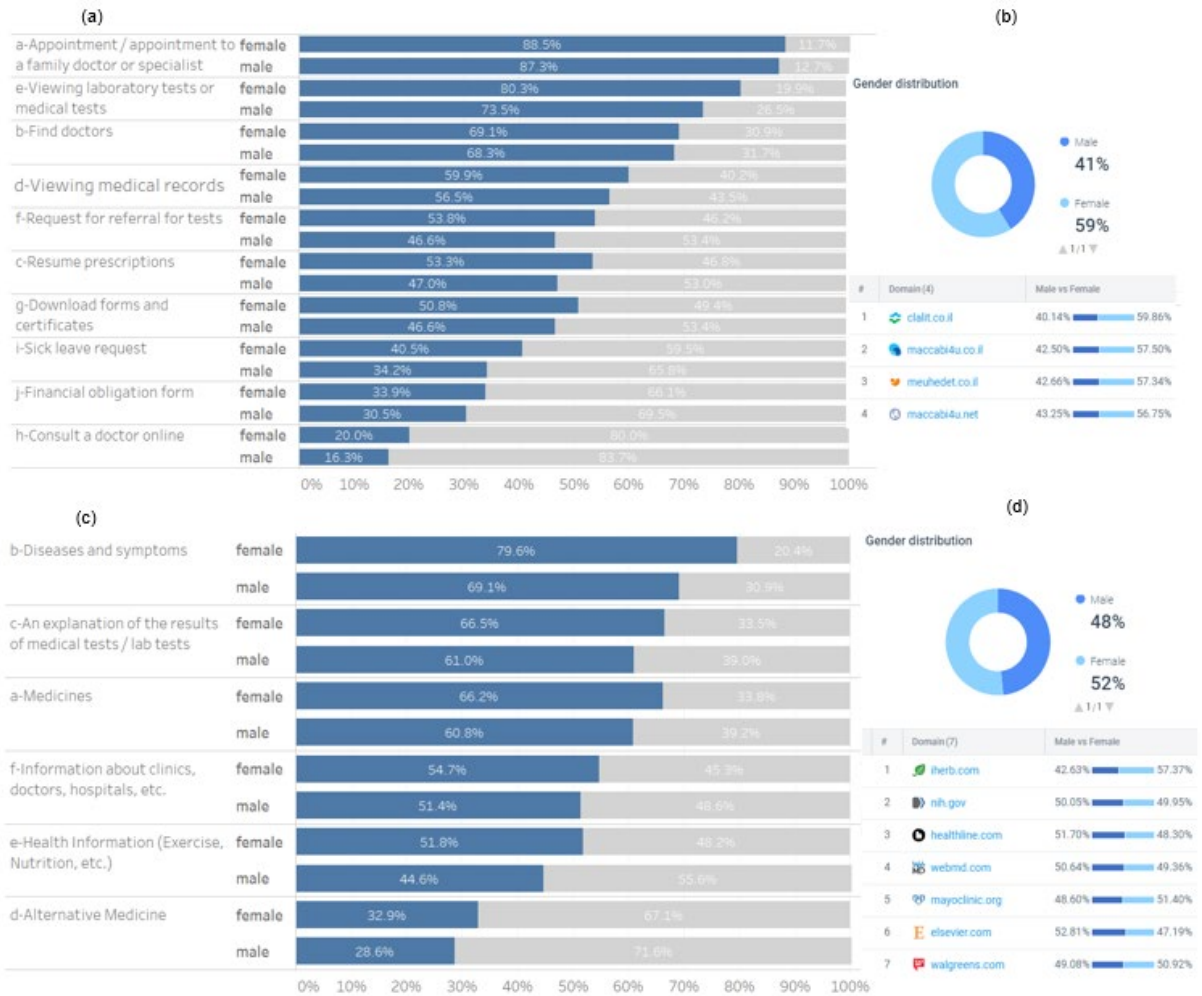 (a)
a-Appointment / appointment to female 88.5% 11.7%
a family doctor or specialist male 87.3% 12.7%
e-Viewing laboratory tests or female 80.3% 19.9%
medical tests male 73.5% 26.5%
b-Find doctors female 69.1% 30.9%
male 68.3% 31.7%
d-Viewing medical records female 59.9% 40.2%
male 56.5% 43.5%
f-Request for referral for tests female 53.8% 46.2%
male 46.6% 53.4%
c-Resume prescriptions female 53.3% 46.8%
male 47.0% 53.0%
g-Download forms and female 50.8% 49.4%
certificates male 46.6% 53.4%
i-Sick leave request female 40.5% 59.5%
male 34.2% 65.8%
j-Financial obligation form female 33.9% 66.1%
male 30.5% 69.5%
h-Consult a doctor online female 20.0% 80.0%
male 16.3% 83.7%
0% 10% 20% 30% 40% 50% 60% 70% 80% 90% 100%
(b)
Gender distribution
Male
41%
Female
59%
1/1
# Domain (4) Male vs Female
1 clalit.co.il 40.14% 59.86%
2 maccabi4u.co.il 42.50% 57.50%
3 meuhedet.co.il 42.66% 57.34%
4 maccabi4u.net 43.25% 56.75%
(c)
b-Diseases and symptoms female 79.6% 20.4%
male 69.1% 30.9%
c-An explanation of the results female 66.5% 33.5%
of medical tests / lab tests
male 61.0% 39.0%
a-Medicines female 66.2% 33.8%
male 60.8% 39.2%
f-Information about clinics, female 54.7% 45.3%
doctors, hospitals, etc.
male 51.4% 48.6%
e-Health Information (Exercise, female 51.8% 48.2%
Nutrition, etc.)
male 44.6% 55.6%
d-Alternative Medicine female 32.9% 67.1%
male 28.6% 71.6%
0% 10% 20% 30% 40% 50% 60% 70% 80% 90% 100%
(d)
Gender distribution
Male
48%
Female
52%
1/1
# Domain (7) Male vs Female
1 iherb.com 42.63% 57.37%
2 nih.gov 50.05% 49.95%
3 healthline.com 51.70% 48.30%
4 webmd.com 50.64% 49.36%
5 mayoclinic.org 48.60% 51.40%
6 E elsevier.com 52.81% 47.19%
7 walgreens.com 49.08% 50.92%